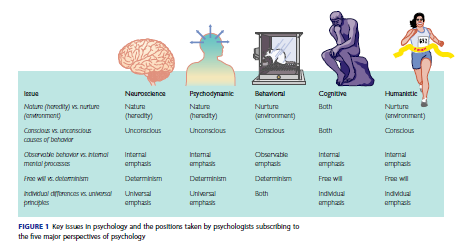 Issue Neuroscience Psychodynamic Behavioral Cognitive Humanistic
Nature (heredity) vs. nurture Nature Nature Nurture Both Nurture
(environment) (heredity) (heredity) (environment) (environment)
Conscious vs. unconscious Unconscious Unconscious Conscious Both Conscious
causes of behavior
Observable behavior vs. internal Internal Internal Observable Internal Internal
mental processes emphasis emphasis emphasis emphasis emphasis
Free will vs. determinism Determinism Determinism Determinism Free will Free will
Individual differences vs. universal Universal Universal Both Individual Individual
principles emphasis emphasis emphasis emphasis
FIGURE 1 Key issues in psychology and the positions taken by psychologists subscribing to
the five major perspectives of psychology